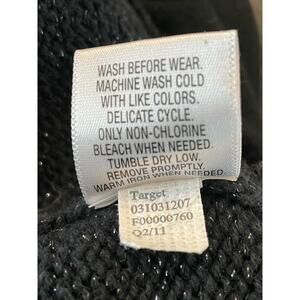 WASH BEFORE WEAR.
MACHINE WASH COLD
WITH LIKE COLORS.
DELICATE CYCLE.
ONLY NON-CHLORINE
BLEACH WHEN NEEDED.
TUMBLE DRY LOW.
REMOVE PROMPTLY.
WARM IRON WHEN NEEDED.
Target
031031207
F00000760
Q2/11